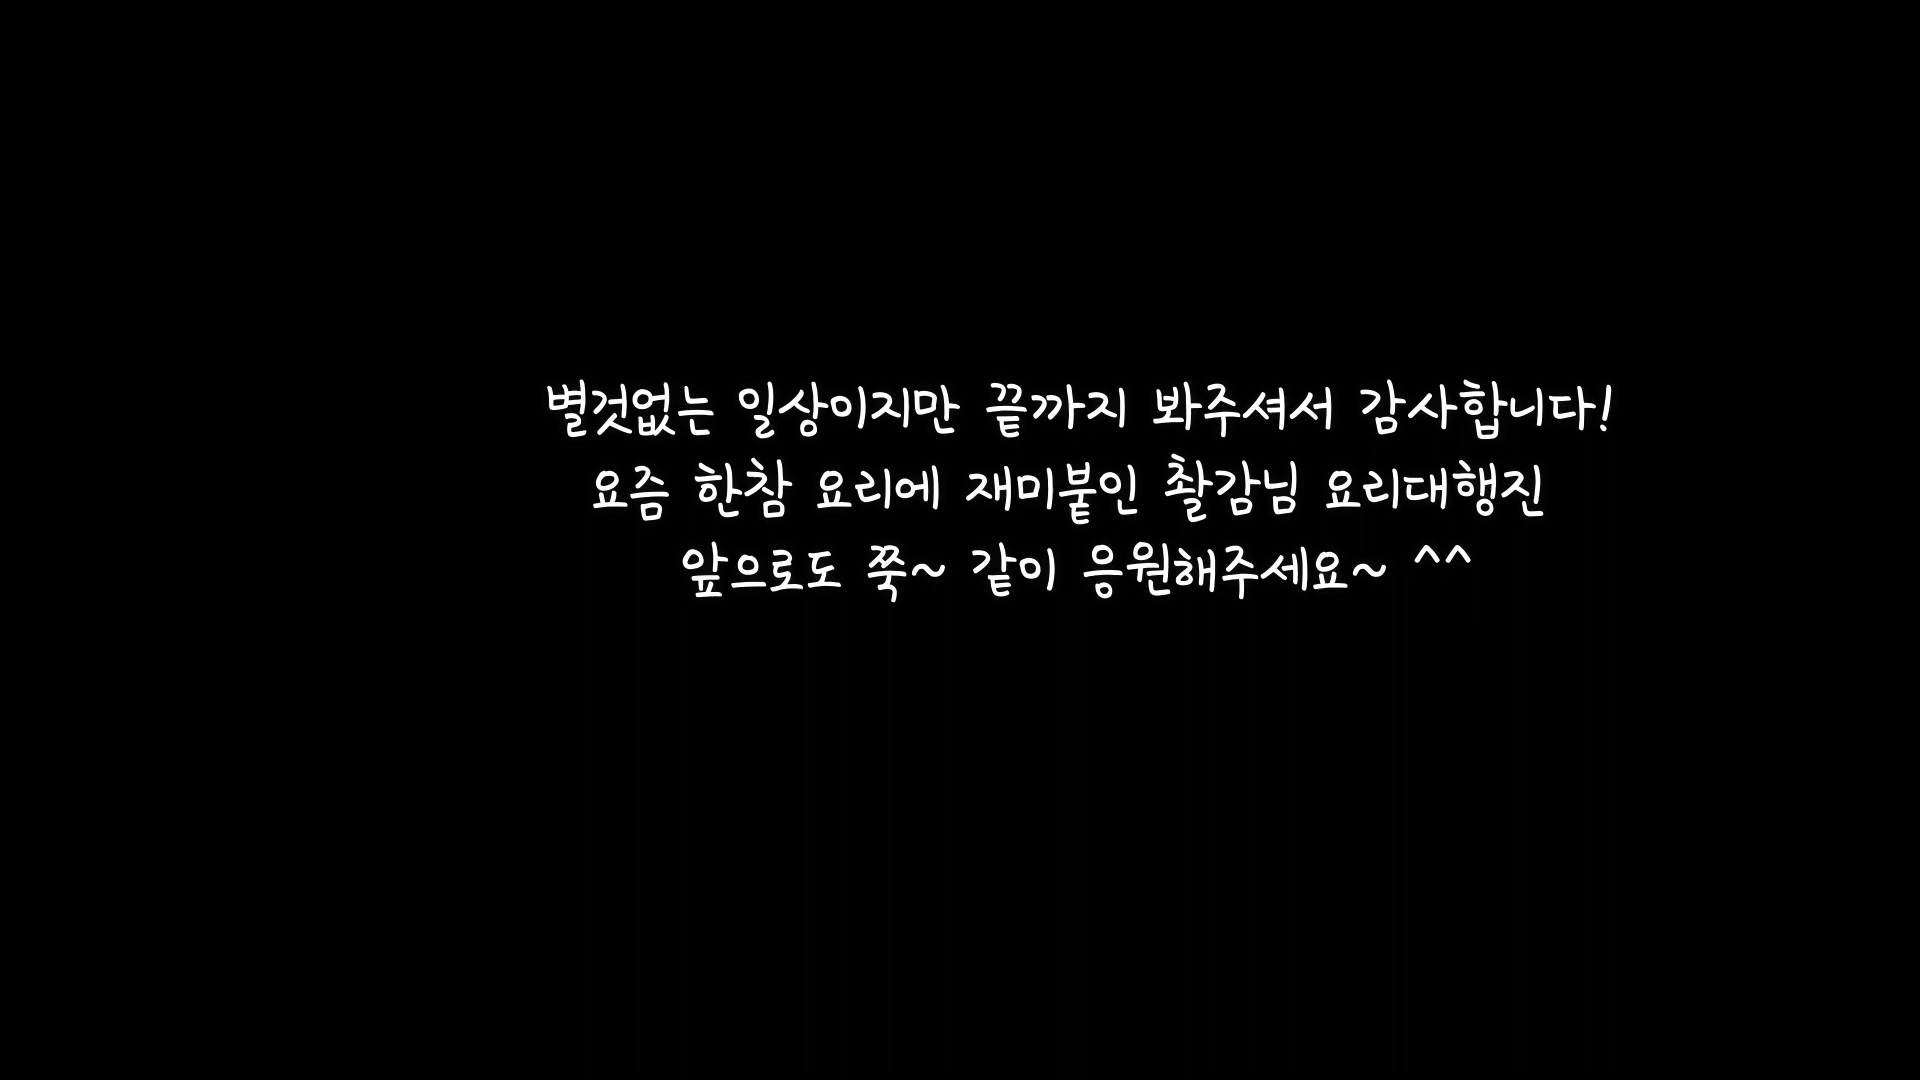 별것없는 일상이지만 끝까지 봐주셔서 감사합니다!
요즘 한참 요리에 재미붙인 촬감님 요리대행진
앞으로도 쭉~ 같이 응원해주세요~ ^^